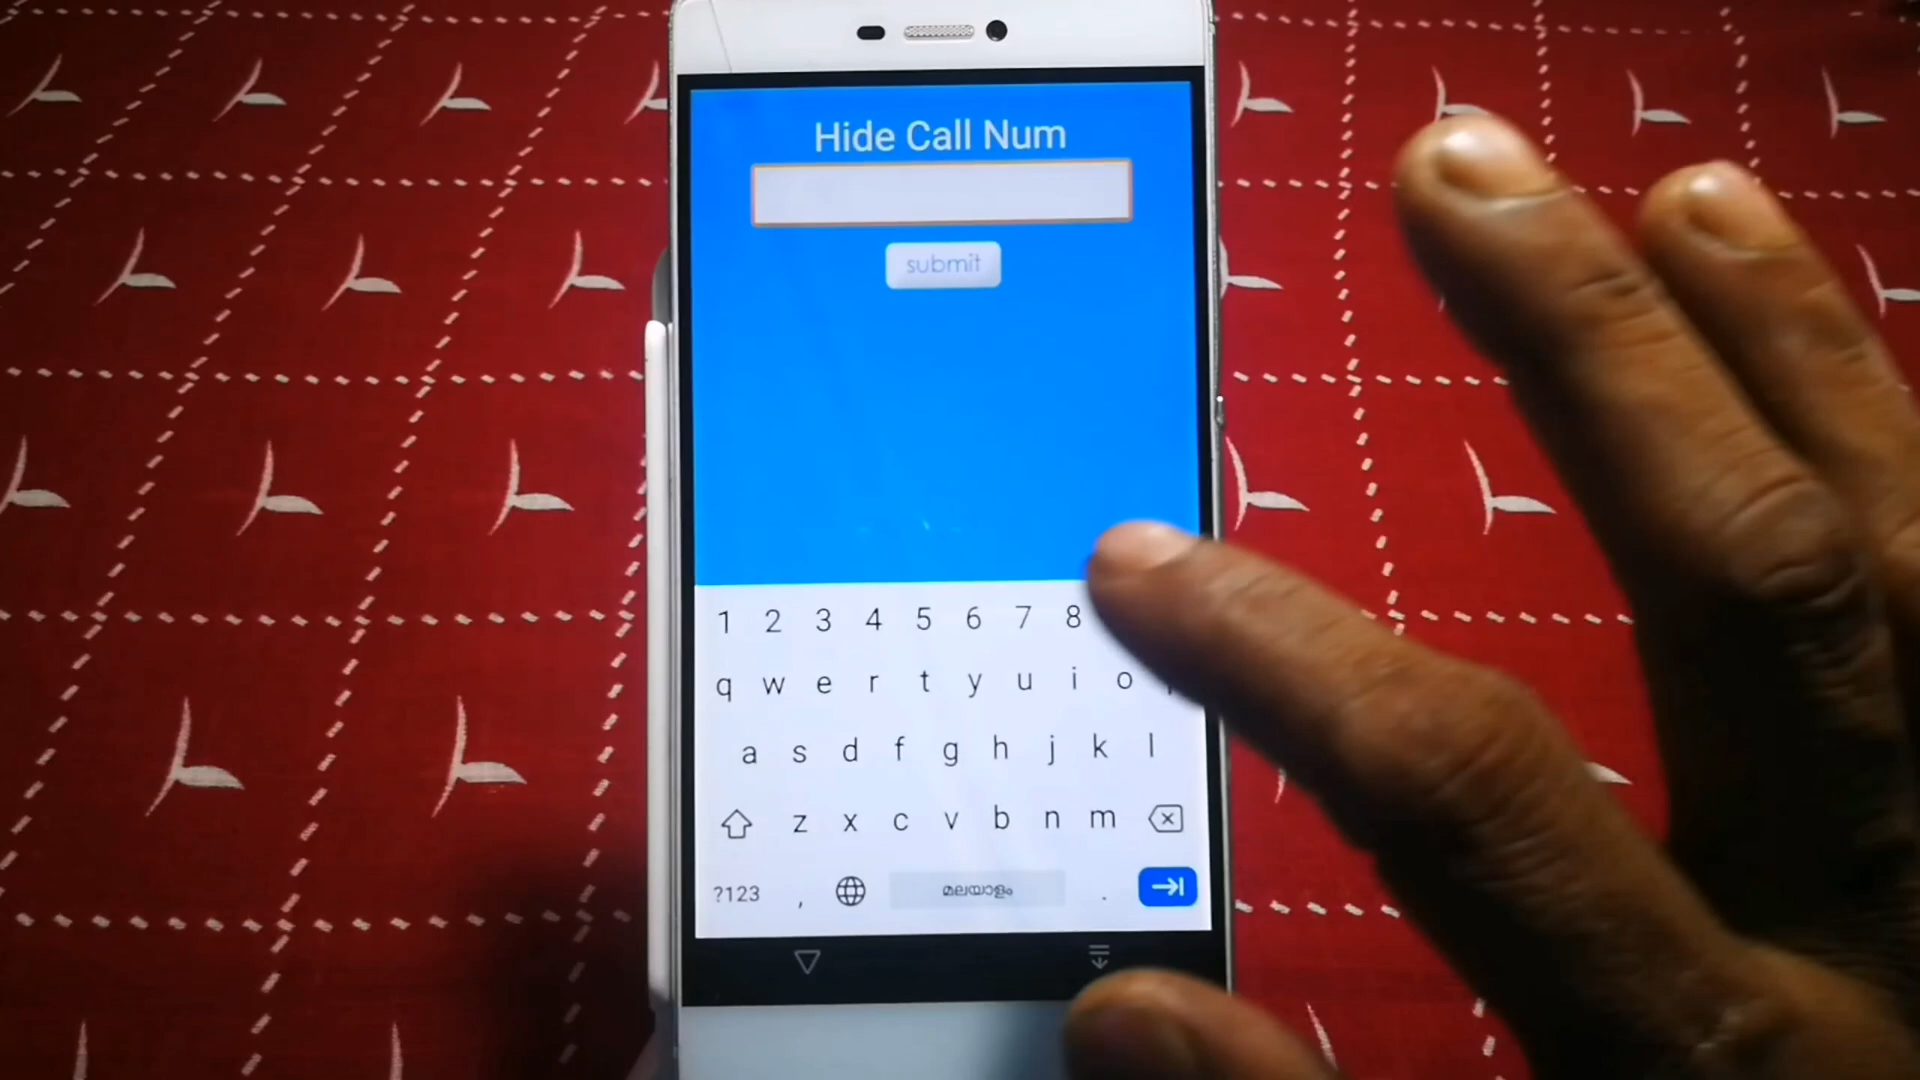 Hide Call Num
submit
1 2 3 4 5 6 7 8
q w e r t y u i o
a s d f g h j k l
z x c v b n m
?123 , മലയാളം .